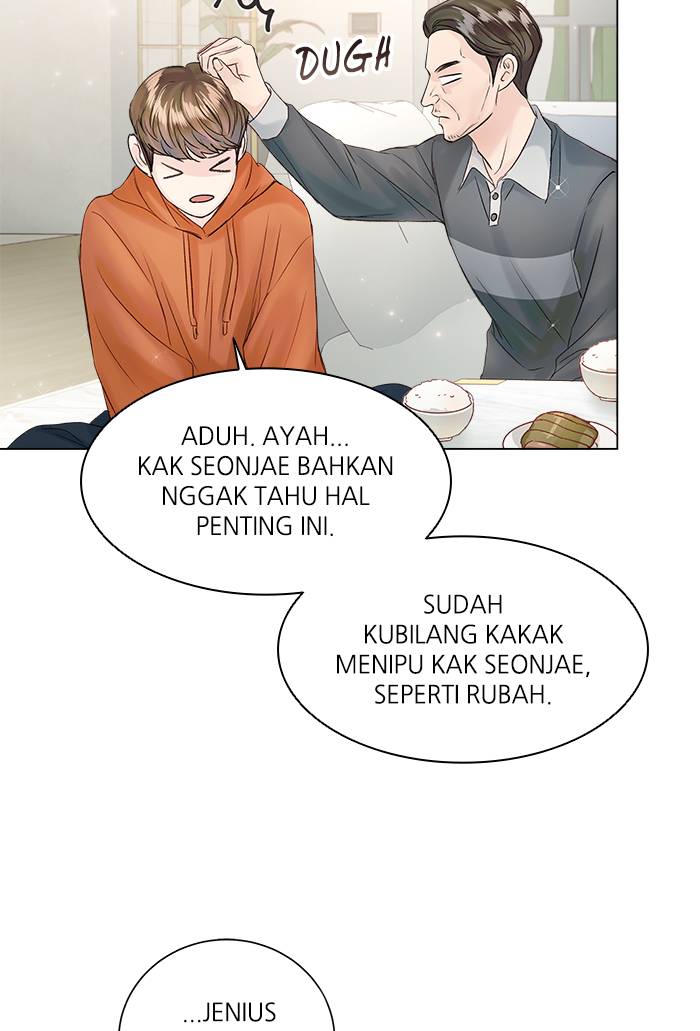 DUGH
ADUH. AYAH...
KAK SEONJAE BAHKAN
NGGAK TAHU HAL
PENTING INI.
SUDAH
KUBILANG KAKAK
MENIPU KAK SEONJAE,
SEPERTI RUBAH.
...JENIUS